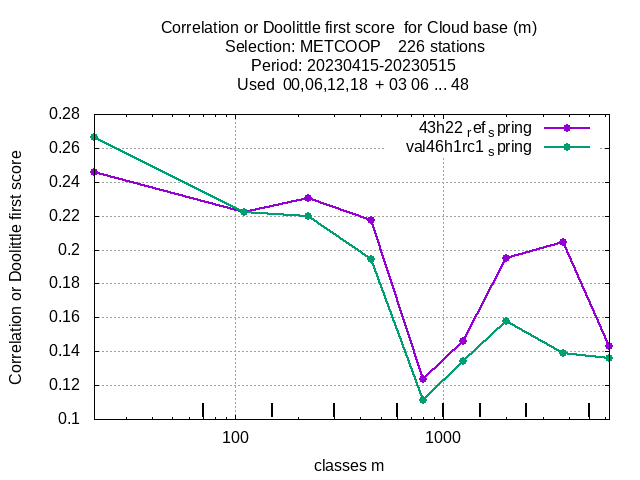 Correlation or Doolittle first score  for Cloud base (m)
Selection: METCOOP    226 stations
Period: 20230415-20230515
Used  00,06,12,18  + 03 06 ... 48
43h22 ref spring
val46h1rc1 spring
Correlation or Doolittle first score
0.28
0.26
0.24
0.22
0.2
0.18
0.16
0.14
0.12
0.1
100 1000
classes m